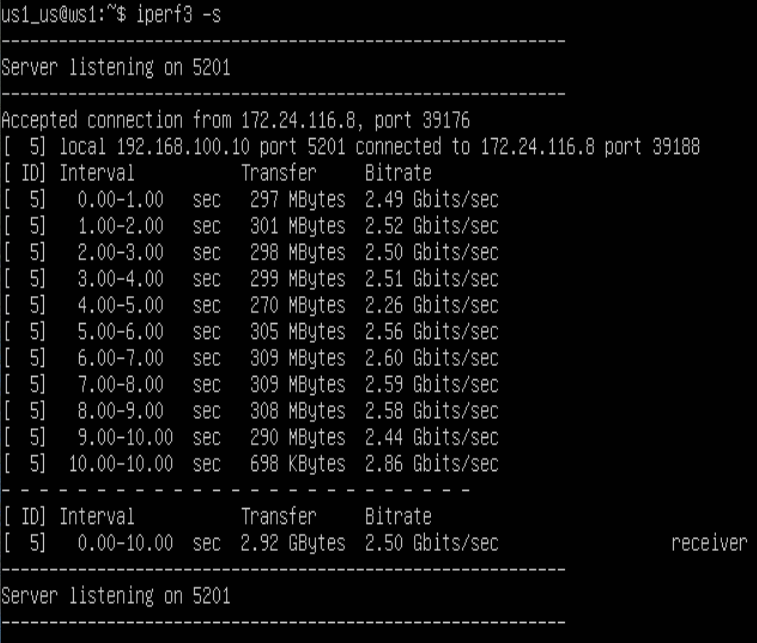 us1_us@ws1:~$ iperf3 -s
-----------------------------------------------------------
Server listening on 5201
-----------------------------------------------------------
Accepted connection from 172.24.116.8, port 39176
[  5] local 192.168.100.10 port 5201 connected to 172.24.116.8 port 39188
[ ID] Interval           Transfer     Bitrate
[  5]   0.00-1.00   sec   297 MBytes  2.49 Gbits/sec
[  5]   1.00-2.00   sec   301 MBytes  2.52 Gbits/sec
[  5]   2.00-3.00   sec   298 MBytes  2.50 Gbits/sec
[  5]   3.00-4.00   sec   299 MBytes  2.51 Gbits/sec
[  5]   4.00-5.00   sec   270 MBytes  2.26 Gbits/sec
[  5]   5.00-6.00   sec   305 MBytes  2.56 Gbits/sec
[  5]   6.00-7.00   sec   309 MBytes  2.60 Gbits/sec
[  5]   7.00-8.00   sec   309 MBytes  2.59 Gbits/sec
[  5]   8.00-9.00   sec   308 MBytes  2.58 Gbits/sec
[  5]   9.00-10.00  sec   290 MBytes  2.44 Gbits/sec
[  5]  10.00-10.00  sec   698 KBytes  2.86 Gbits/sec
- - - - - - - - - - - - - - - - - - - - - - - - -
[ ID] Interval           Transfer     Bitrate
[  5]   0.00-10.00  sec  2.92 GBytes  2.50 Gbits/sec                  receiver
-----------------------------------------------------------
Server listening on 5201
-----------------------------------------------------------